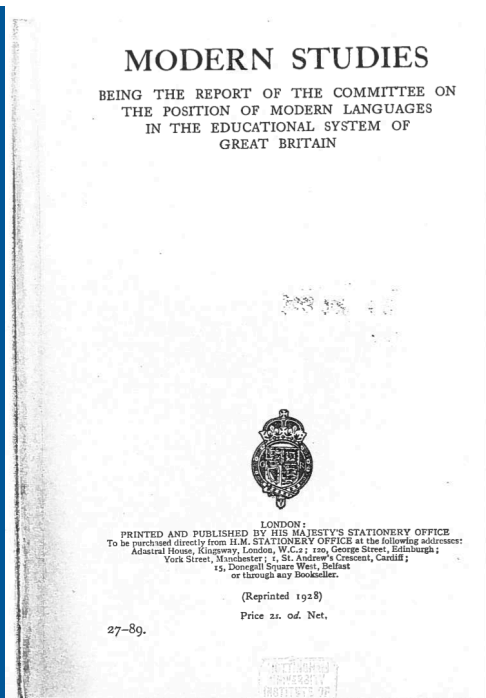 MODERN STUDIES
BEING THE REPORT OF THE COMMITTEE ON
THE POSITION OF MODERN LANGUAGES
IN THE EDUCATIONAL SYSTEM OF
GREAT BRITAIN
LONDON:
PRINTED AND PUBLISHED BY HIS MAJESTY'S STATIONERY OFFICE
To be purchased directly from H.M. STATIONERY OFFICE at the following addresses:
Adastral House, Kingsway, London, W.C.2; 120, George Street, Edinburgh;
York Street, Manchester; 1, St. Andrew's Crescent, Cardiff;
15, Donegall Square West, Belfast
or through any Bookseller.
(Reprinted 1928)
Price 2s. 0d. Net.
27-89.
UNIVERSITY
INSTITUTE OF